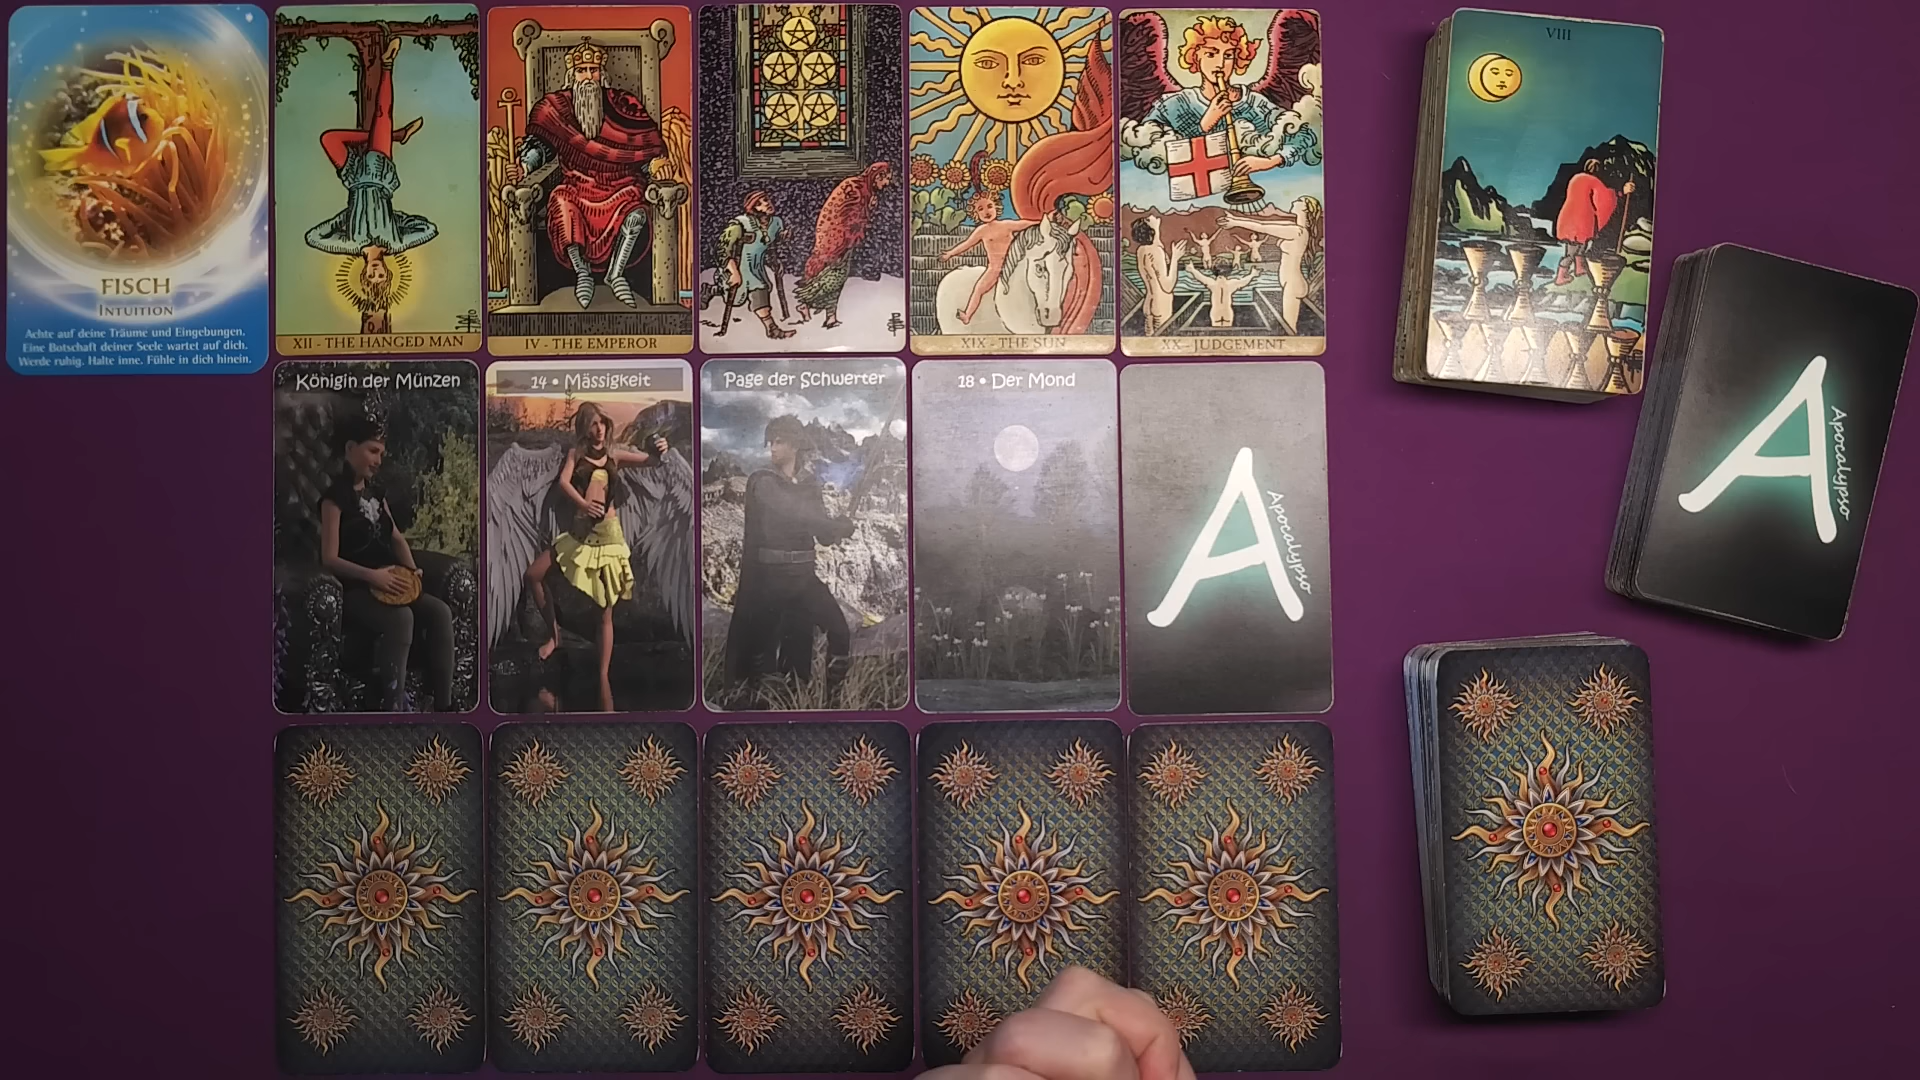 FISCH
INTUITION
Achte auf deine Träume und Eingebungen.
Eine Botschaft deiner Seele wartet auf dich.
Werde ruhig. Halte inne. Fühle in dich hinein.
XII - THE HANGED MAN
IV - THE EMPEROR
V
XIX - THE SUN
XX - JUDGEMENT
VIII
Königin der Münzen
14 • Mässigkeit
Page der Schwerter
18 • Der Mond
A
Apocalypso
A
Apocalypso